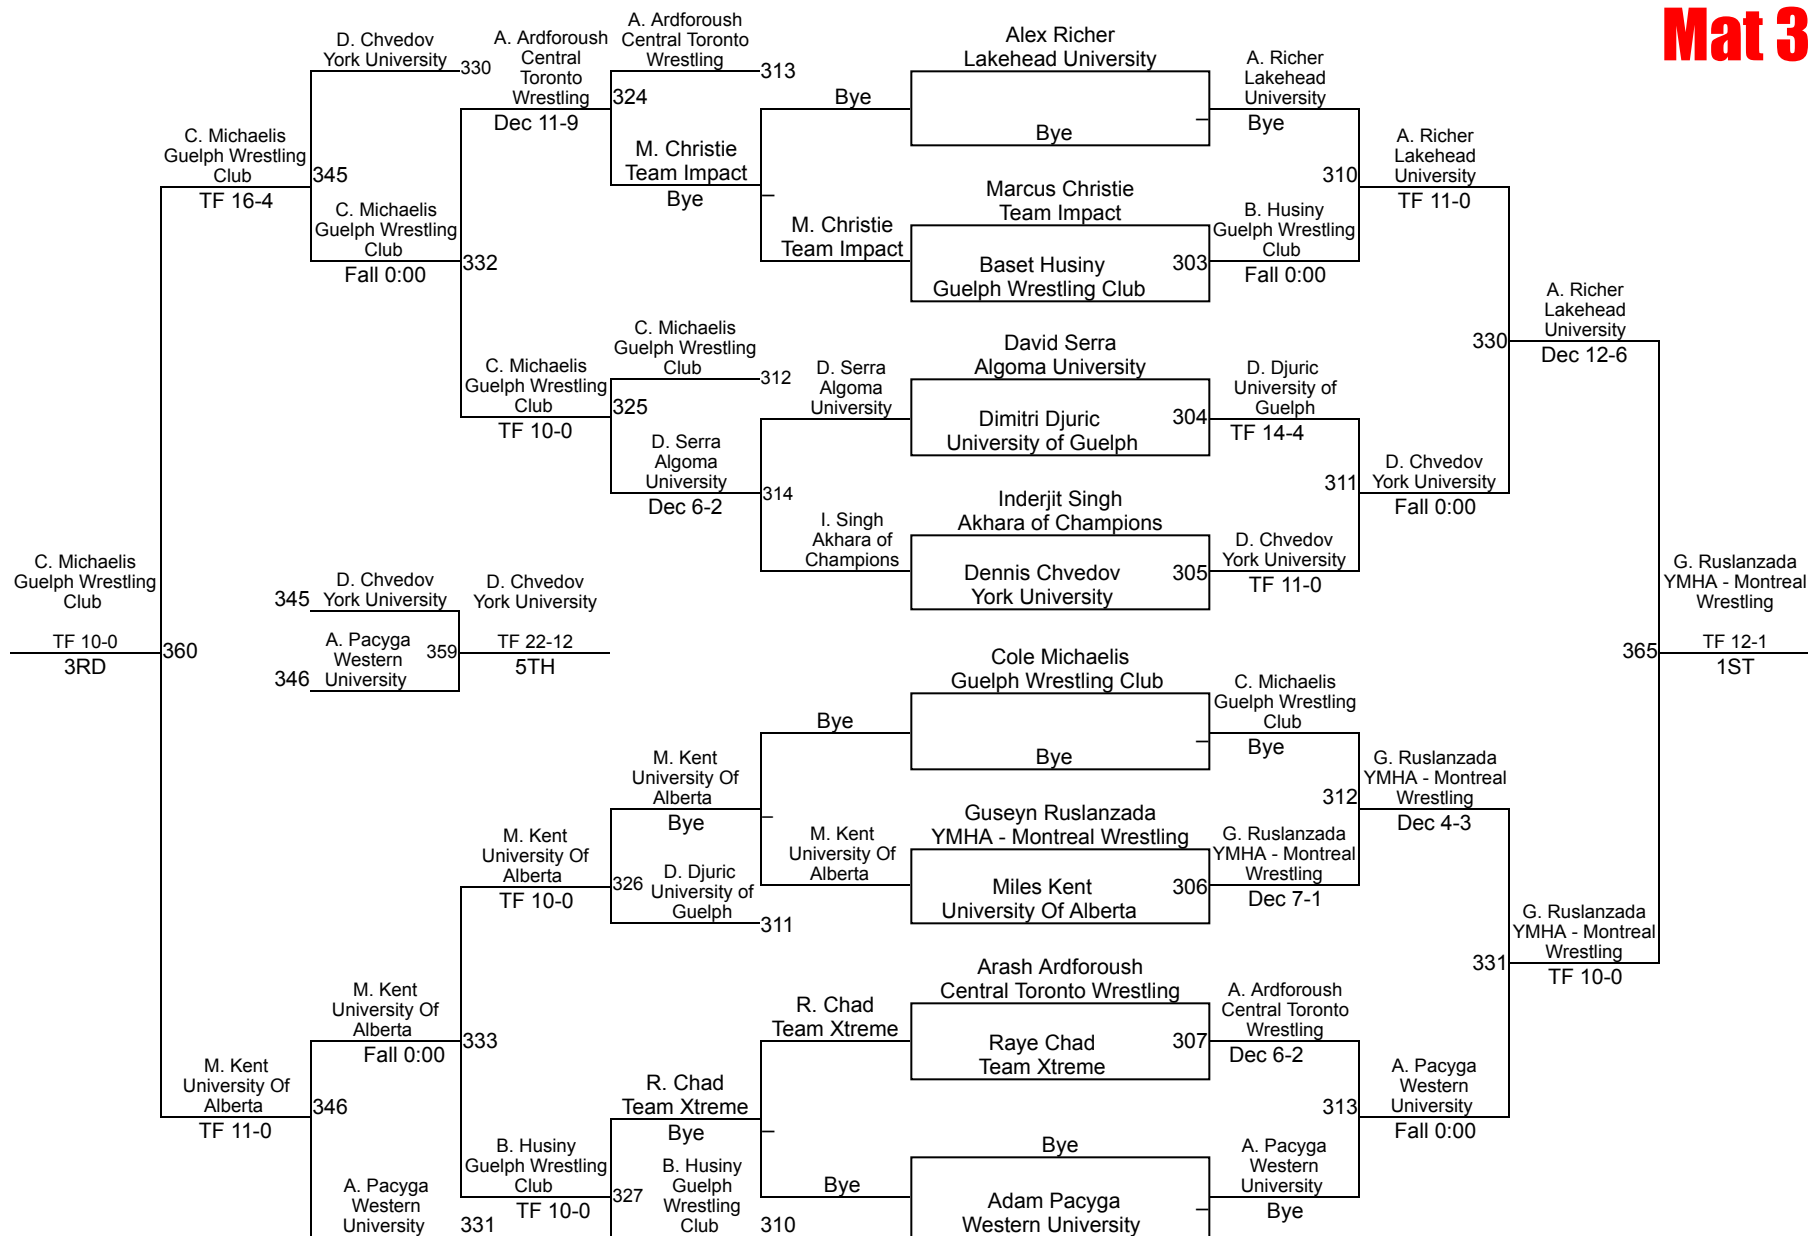 Mat 3
D. Chvedov
York University
330
A. Ardforoush
Central
Toronto
Wrestling
Dec 11-9
A. Ardforoush
Central Toronto
Wrestling
313
324
Bye
Alex Richer
Lakehead University
Bye
A. Richer
Lakehead
University
Bye
C. Michaelis
Guelph Wrestling
Club
TF 16-4
345
M. Christie
Team Impact
Bye
310
A. Richer
Lakehead
University
TF 11-0
C. Michaelis
Guelph Wrestling
Club
Fall 0:00
332
M. Christie
Team Impact
Marcus Christie
Team Impact
Baset Husiny
Guelph Wrestling Club
303
B. Husiny
Guelph Wrestling
Club
Fall 0:00
A. Richer
Lakehead
University
Dec 12-6
330
C. Michaelis
Guelph Wrestling
Club
TF 10-0
C. Michaelis
Guelph Wrestling
Club
312
325
D. Serra
Algoma
University
David Serra
Algoma University
Dimitri Djuric
University of Guelph
304
D. Djuric
University of
Guelph
TF 14-4
D. Serra
Algoma
University
Dec 6-2
314
311
D. Chvedov
York University
Fall 0:00
I. Singh
Akhara of
Champions
Inderjit Singh
Akhara of Champions
Dennis Chvedov
York University
305
D. Chvedov
York University
TF 11-0
C. Michaelis
Guelph Wrestling
Club
TF 10-0
3RD
360
345
D. Chvedov
York University
346
A. Pacyga
Western
University
359
D. Chvedov
York University
TF 22-12
5TH
365
G. Ruslanzada
YMHA - Montreal
Wrestling
TF 12-1
1ST
Bye
Cole Michaelis
Guelph Wrestling Club
Bye
C. Michaelis
Guelph Wrestling
Club
Bye
M. Kent
University Of
Alberta
Bye
312
G. Ruslanzada
YMHA - Montreal
Wrestling
Dec 4-3
M. Kent
University Of
Alberta
TF 10-0
326
M. Kent
University Of
Alberta
Guseyn Ruslanzada
YMHA - Montreal Wrestling
Miles Kent
University Of Alberta
306
G. Ruslanzada
YMHA - Montreal
Wrestling
Dec 7-1
D. Djuric
University of
Guelph
311
331
G. Ruslanzada
YMHA - Montreal
Wrestling
TF 10-0
M. Kent
University Of
Alberta
Fall 0:00
333
R. Chad
Team Xtreme
Arash Ardforoush
Central Toronto Wrestling
Raye Chad
Team Xtreme
307
A. Ardforoush
Central Toronto
Wrestling
Dec 6-2
M. Kent
University Of
Alberta
TF 11-0
346
R. Chad
Team Xtreme
Bye
313
A. Pacyga
Western
University
Fall 0:00
A. Pacyga
Western
University
331
B. Husiny
Guelph Wrestling
Club
TF 10-0
327
B. Husiny
Guelph
Wrestling
Club
310
Bye
Bye
Adam Pacyga
Western University
A. Pacyga
Western
University
Bye